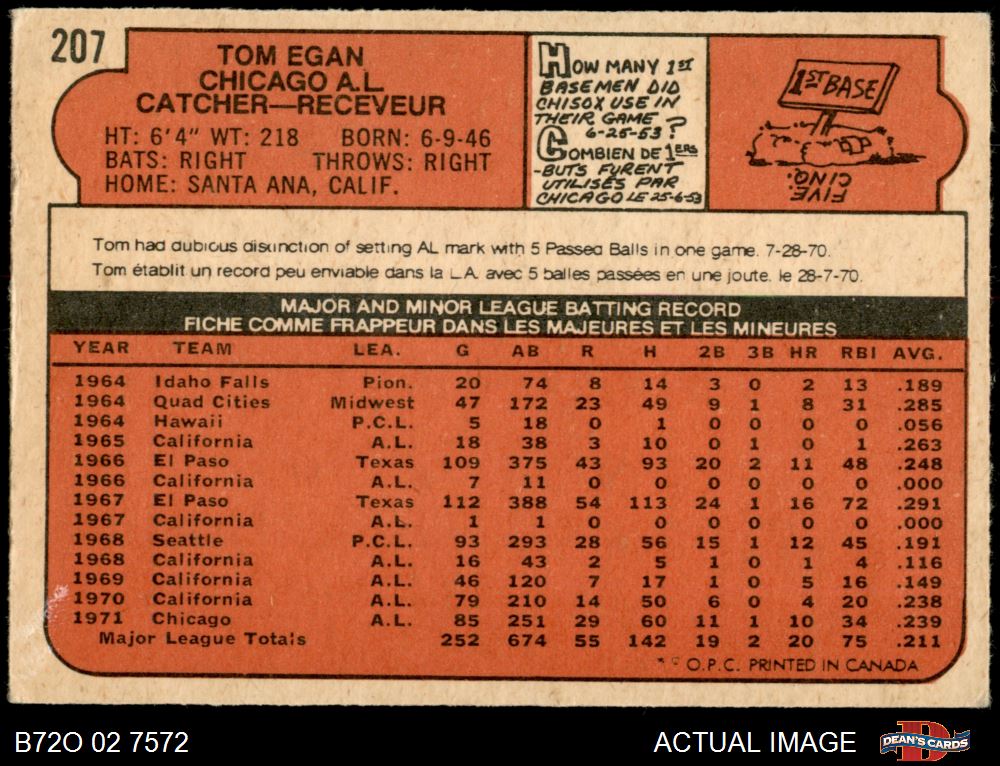 207
TOM EGAN
CHICAGO A.L.
CATCHER—RECEVEUR
HT: 6'4" WT: 218 BORN: 6-9-46
BATS: RIGHT THROWS: RIGHT
HOME: SANTA ANA, CALIF.
HOW MANY 1ST
BASEMEN DID
CHISOX USE IN
THEIR GAME
6-25-53?
COMBIEN DE 1ERS
-BUTS FURENT
UTILISÉS PAR
CHICAGO LE 25-6-53
1ST BASE
FIVE
CINQ.
Tom had dubious distinction of setting AL mark with 5 Passed Balls in one game. 7-28-70.
Tom établit un record peu enviable dans la L.A. avec 5 balles passées en une joute. le 28-7-70.
MAJOR AND MINOR LEAGUE BATTING RECORD
FICHE COMME FRAPPEUR DANS LES MAJEURES ET LES MINEURES
YEAR TEAM LEA. G AB R H 2B 3B HR RBI AVG.
1964 Idaho Falls Pion. 20 74 8 14 3 0 2 13 .189
1964 Quad Cities Midwest 47 172 23 49 9 1 8 31 .285
1964 Hawaii P.C.L. 5 18 0 1 0 0 0 0 .056
1965 California A.L. 18 38 3 10 0 1 0 1 .263
1966 El Paso Texas 109 375 43 93 20 2 11 48 .248
1966 California A.L. 7 11 0 0 0 0 0 0 .000
1967 El Paso Texas 112 388 54 113 24 1 16 72 .291
1967 California A.L. 1 1 0 0 0 0 0 0 .000
1968 Seattle P.C.L. 93 293 28 56 15 1 12 45 .191
1968 California A.L. 16 43 2 5 1 0 1 4 .116
1969 California A.L. 46 120 7 17 1 0 5 16 .149
1970 California A.L. 79 210 14 50 6 0 4 20 .238
1971 Chicago A.L. 85 251 29 60 11 1 10 34 .239
Major League Totals 252 674 55 142 19 2 20 75 .211
O.P.C. PRINTED IN CANADA
B72O 02 7572
ACTUAL IMAGE
D
DEAN'S CARDS